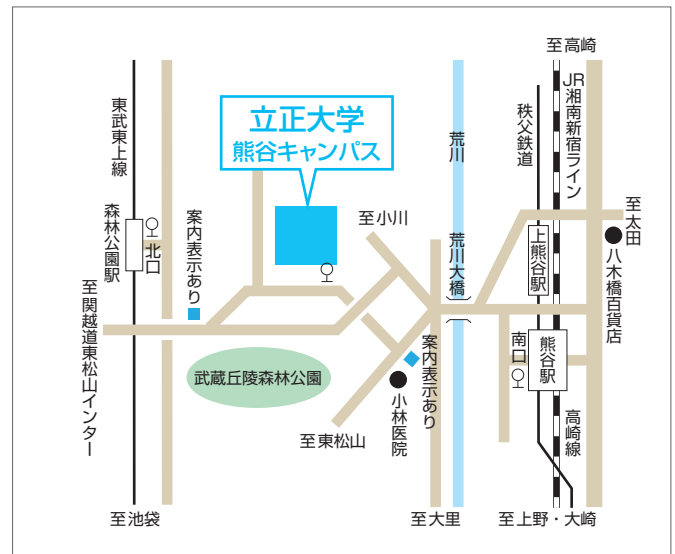 至高崎
立正大学
熊谷キャンパス
東武東上線
荒川
秩父鉄道
JR湘南新宿ライン
森林公園駅
北口
案内表示あり
至小川
荒川大橋
上熊谷駅
至太田
八木橋百貨店
至関越道東松山インター
武蔵丘陵森林公園
案内表示あり
小林医院
南口
熊谷駅
至東松山
高崎線
至池袋
至大里
至上野・大崎